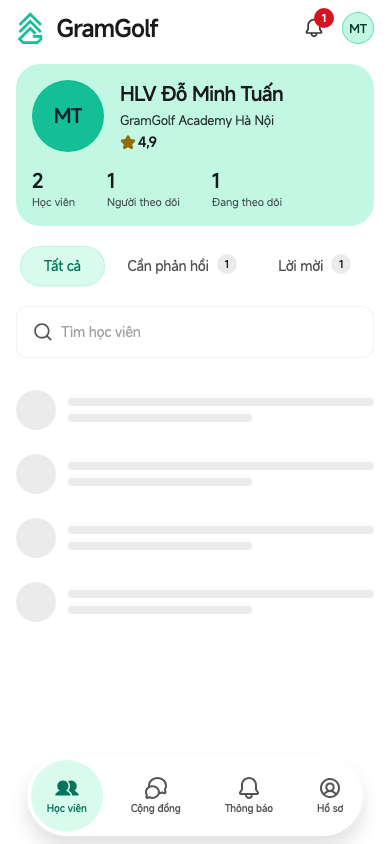 GramGolf
1
MT
MT
HLV Đỗ Minh Tuấn
GramGolf Academy Hà Nội
4,9
2
Học viên
1
Người theo dõi
1
Đang theo dõi
Tất cả
Cần phản hồi 1
Lời mời 1
Tìm học viên
Học viên
Cộng đồng
Thông báo
Hồ sơ